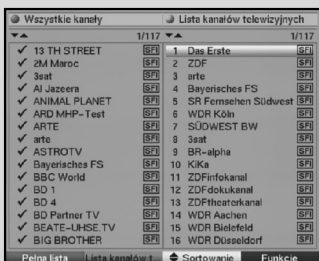 Wszystkie kanały
1/117
13 TH STREET SFI
2M Maroc SFI
3sat SFI
Al Jazeera SFI
ANIMAL PLANET SFI
ARD MHP-Test SFI
ARTE SFI
arte SFI
ASTROTV SFI
Bayerisches FS SFI
BBC World SFI
BD 1 SFI
BD 4 SFI
BD Partner TV SFI
BEATE-UHSE.TV SFI
BIG BROTHER SFI
Lista kanałów telewizyjnych
1/117
1 Das Erste SFI
2 ZDF SFI
3 arte SFI
4 Bayerisches FS SFI
5 SR Fernsehen Südwest SFI
6 WDR Köln SFI
7 SÜDWEST BW SFI
8 3sat SFI
9 BR-alpha SFI
10 KiKa SFI
11 ZDFinfokanal SFI
12 ZDFdokukanal SFI
13 ZDFtheaterkanal SFI
14 WDR Aachen SFI
15 WDR Bielefeld SFI
16 WDR Düsseldorf SFI
Pełna lista Lista kanałów t... Sortowanie Funkcje